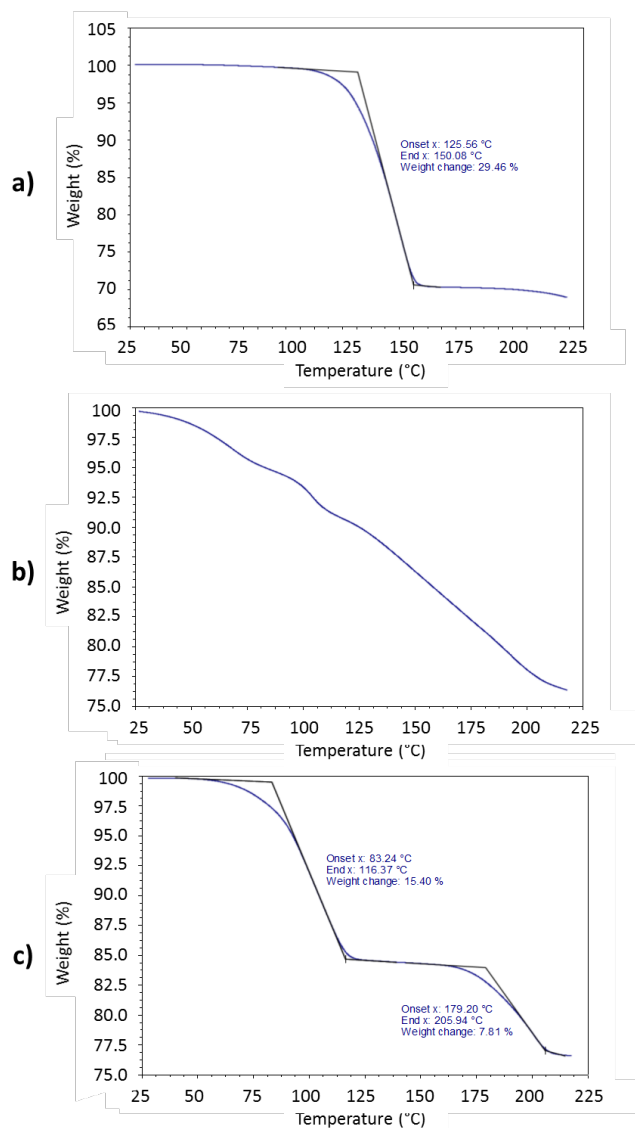 a)
Weight (%)
105
100
95
90
85
80
75
70
65
Onset x: 125.56 °C
End x: 150.08 °C
Weight change: 29.46 %
25 50 75 100 125 150 175 200 225
Temperature (°C)
b)
Weight (%)
100
97.5
95.0
92.5
90.0
87.5
85.0
82.5
80.0
77.5
75.0
25 50 75 100 125 150 175 200 225
Temperature (°C)
c)
Weight (%)
100
97.5
95.0
92.5
90.0
87.5
85.0
82.5
80.0
77.5
75.0
Onset x: 83.24 °C
End x: 116.37 °C
Weight change: 15.40 %
Onset x: 179.20 °C
End x: 205.94 °C
Weight change: 7.81 %
25 50 75 100 125 150 175 200 225
Temperature (°C)